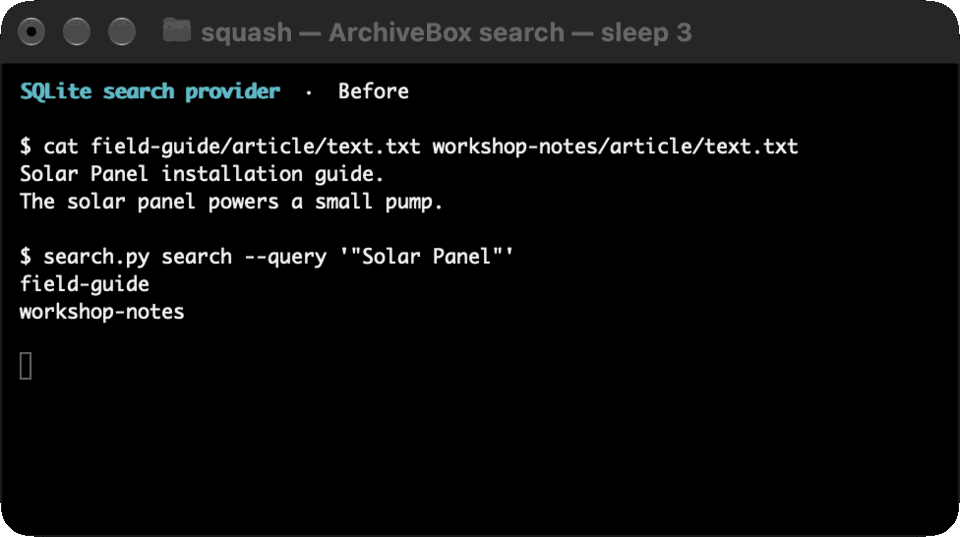 squash — ArchiveBox search — sleep 3
SQLite search provider · Before
$ cat field-guide/article/text.txt workshop-notes/article/text.txt
Solar Panel installation guide.
The solar panel powers a small pump.
$ search.py search --query '"Solar Panel"'
field-guide
workshop-notes